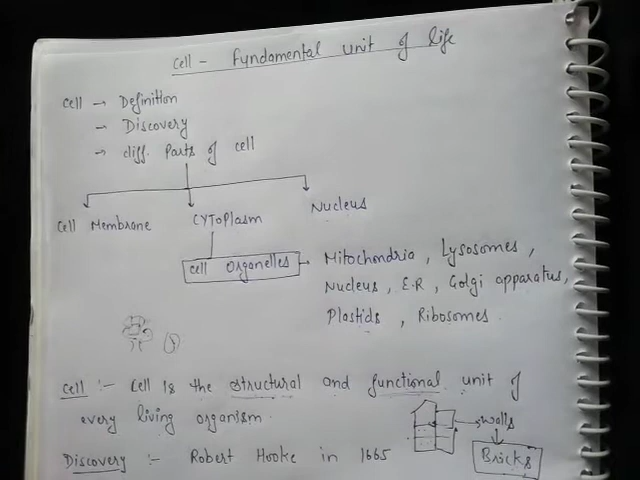 Cell - Fyndamental Unit of life
Cell → Definition
→ Discovery
→ diff. Parts of cell
Cell Membrane CYToplasm Nucleus
Cell Organelles → Mitochondria, Lysosomes,
Nucleus, E.R, Golgi apparatus,
Plastids, Ribosomes.
Cell :- Cell is the structural and functional unit of
every living organism.
→ Walls
Discovery :- Robert Hooke in 1665
Bricks